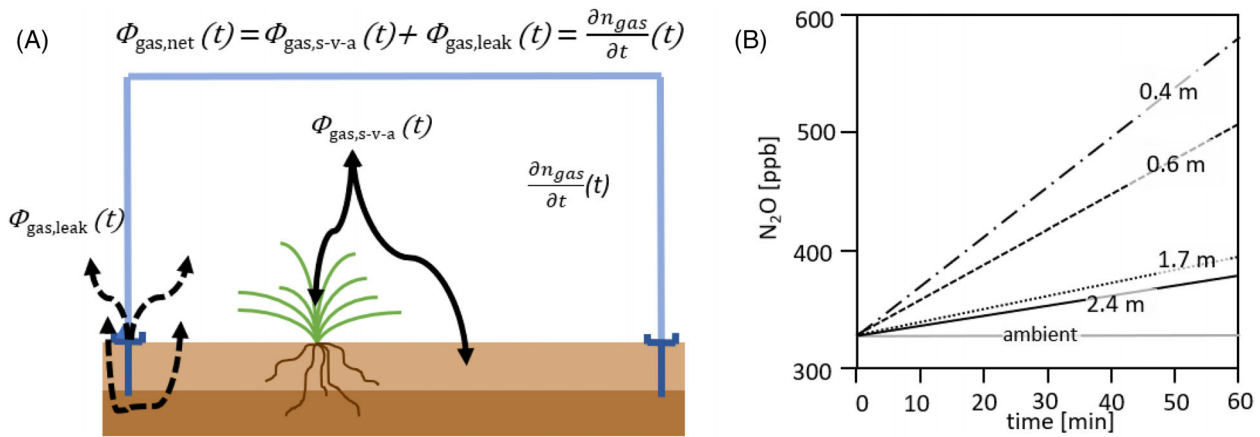 (A)
Φgas,net (t) = Φgas,s-v-a (t) + Φgas,leak (t) = ∂ngas/∂t (t)
Φgas,s-v-a (t)
∂ngas/∂t (t)
Φgas,leak (t)
(B)
600
500
400
300
N₂O [ppb]
0.4 m
0.6 m
1.7 m
2.4 m
ambient
0 10 20 30 40 50 60
time [min]